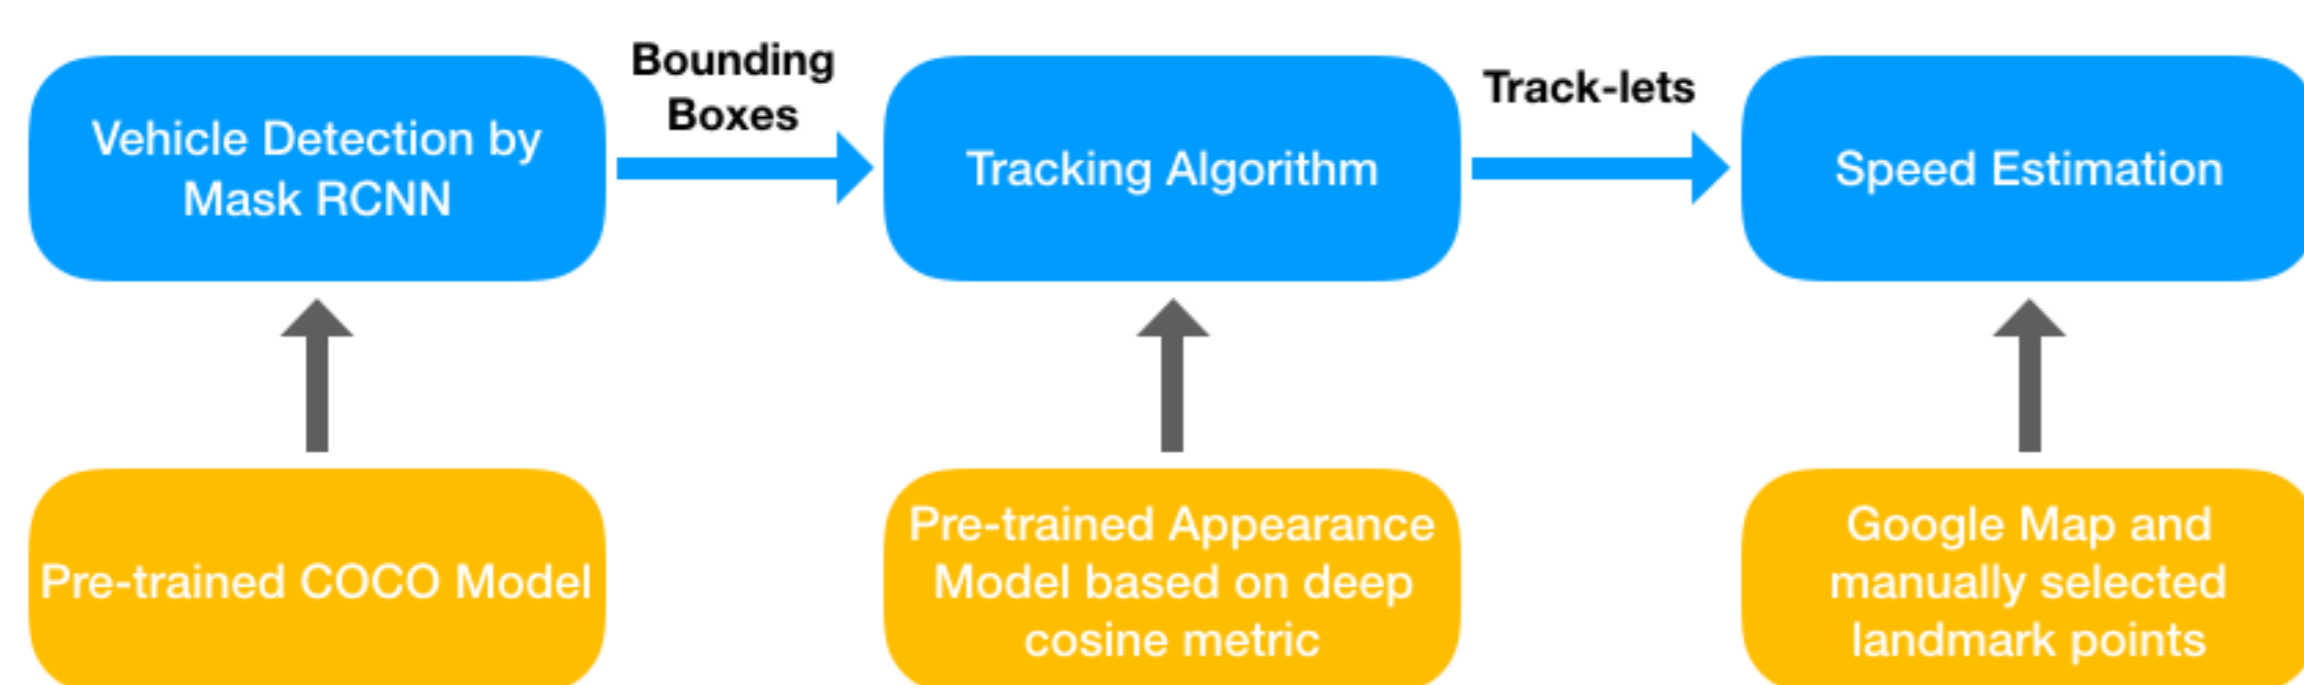 Bounding
Boxes
Track-lets
Vehicle Detection by
Mask RCNN
Tracking Algorithm
Speed Estimation
Pre-trained COCO Model
Pre-trained Appearance
Model based on deep
cosine metric
Google Map and
manually selected
landmark points